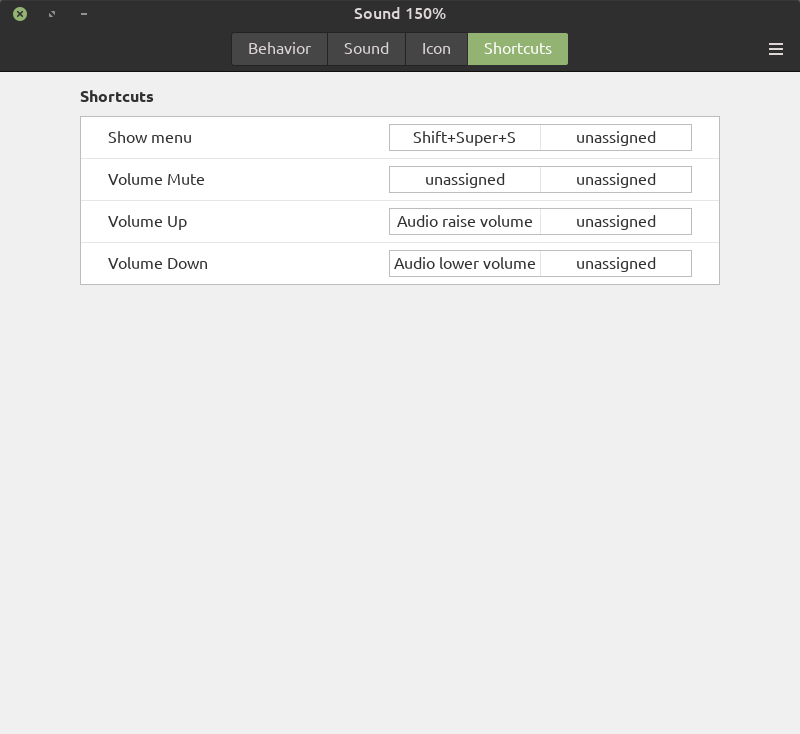 Sound 150%
Behavior Sound Icon Shortcuts
Shortcuts
Show menu Shift+Super+S unassigned
Volume Mute unassigned unassigned
Volume Up Audio raise volume unassigned
Volume Down Audio lower volume unassigned